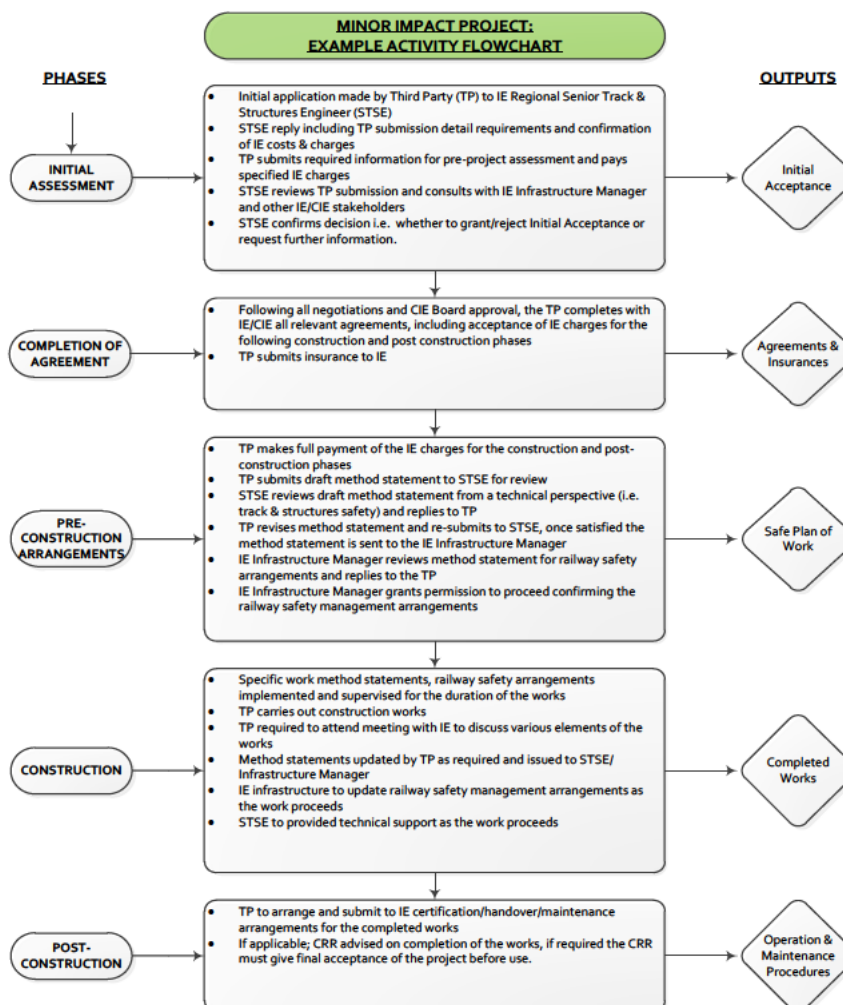 MINOR IMPACT PROJECT:
EXAMPLE ACTIVITY FLOWCHART
PHASES
OUTPUTS
INITIAL
ASSESSMENT
• Initial application made by Third Party (TP) to IE Regional Senior Track &
Structures Engineer (STSE)
• STSE reply including TP submission detail requirements and confirmation
of IE costs & charges
• TP submits required information for pre-project assessment and pays
specified IE charges
• STSE reviews TP submission and consults with IE Infrastructure Manager
and other IE/CIE stakeholders
• STSE confirms decision i.e. whether to grant/reject Initial Acceptance or
request further information.
Initial
Acceptance
COMPLETION OF
AGREEMENT
• Following all negotiations and CIE Board approval, the TP completes with
IE/CIE all relevant agreements, including acceptance of IE charges for the
following construction and post construction phases
• TP submits insurance to IE
Agreements &
Insurances
PRE-
CONSTRUCTION
ARRANGEMENTS
• TP makes full payment of the IE charges for the construction and post-
construction phases
• TP submits draft method statement to STSE for review
• STSE reviews draft method statement from a technical perspective (i.e.
track & structures safety) and replies to TP
• TP revises method statement and re-submits to STSE, once satisfied the
method statement is sent to the IE Infrastructure Manager
• IE Infrastructure Manager reviews method statement for railway safety
arrangements and replies to the TP
• IE Infrastructure Manager grants permission to proceed confirming the
railway safety management arrangements
Safe Plan of
Work
CONSTRUCTION
• Specific work method statements, railway safety arrangements
implemented and supervised for the duration of the works
• TP carries out construction works
• TP required to attend meeting with IE to discuss various elements of the
works
• Method statements updated by TP as required and issued to STSE/
Infrastructure Manager
• IE infrastructure to update railway safety management arrangements as
the work proceeds
• STSE to provided technical support as the work proceeds
Completed
Works
POST-
CONSTRUCTION
• TP to arrange and submit to IE certification/handover/maintenance
arrangements for the completed works
• If applicable; CRR advised on completion of the works, if required the CRR
must give final acceptance of the project before use.
Operation &
Maintenance
Procedures